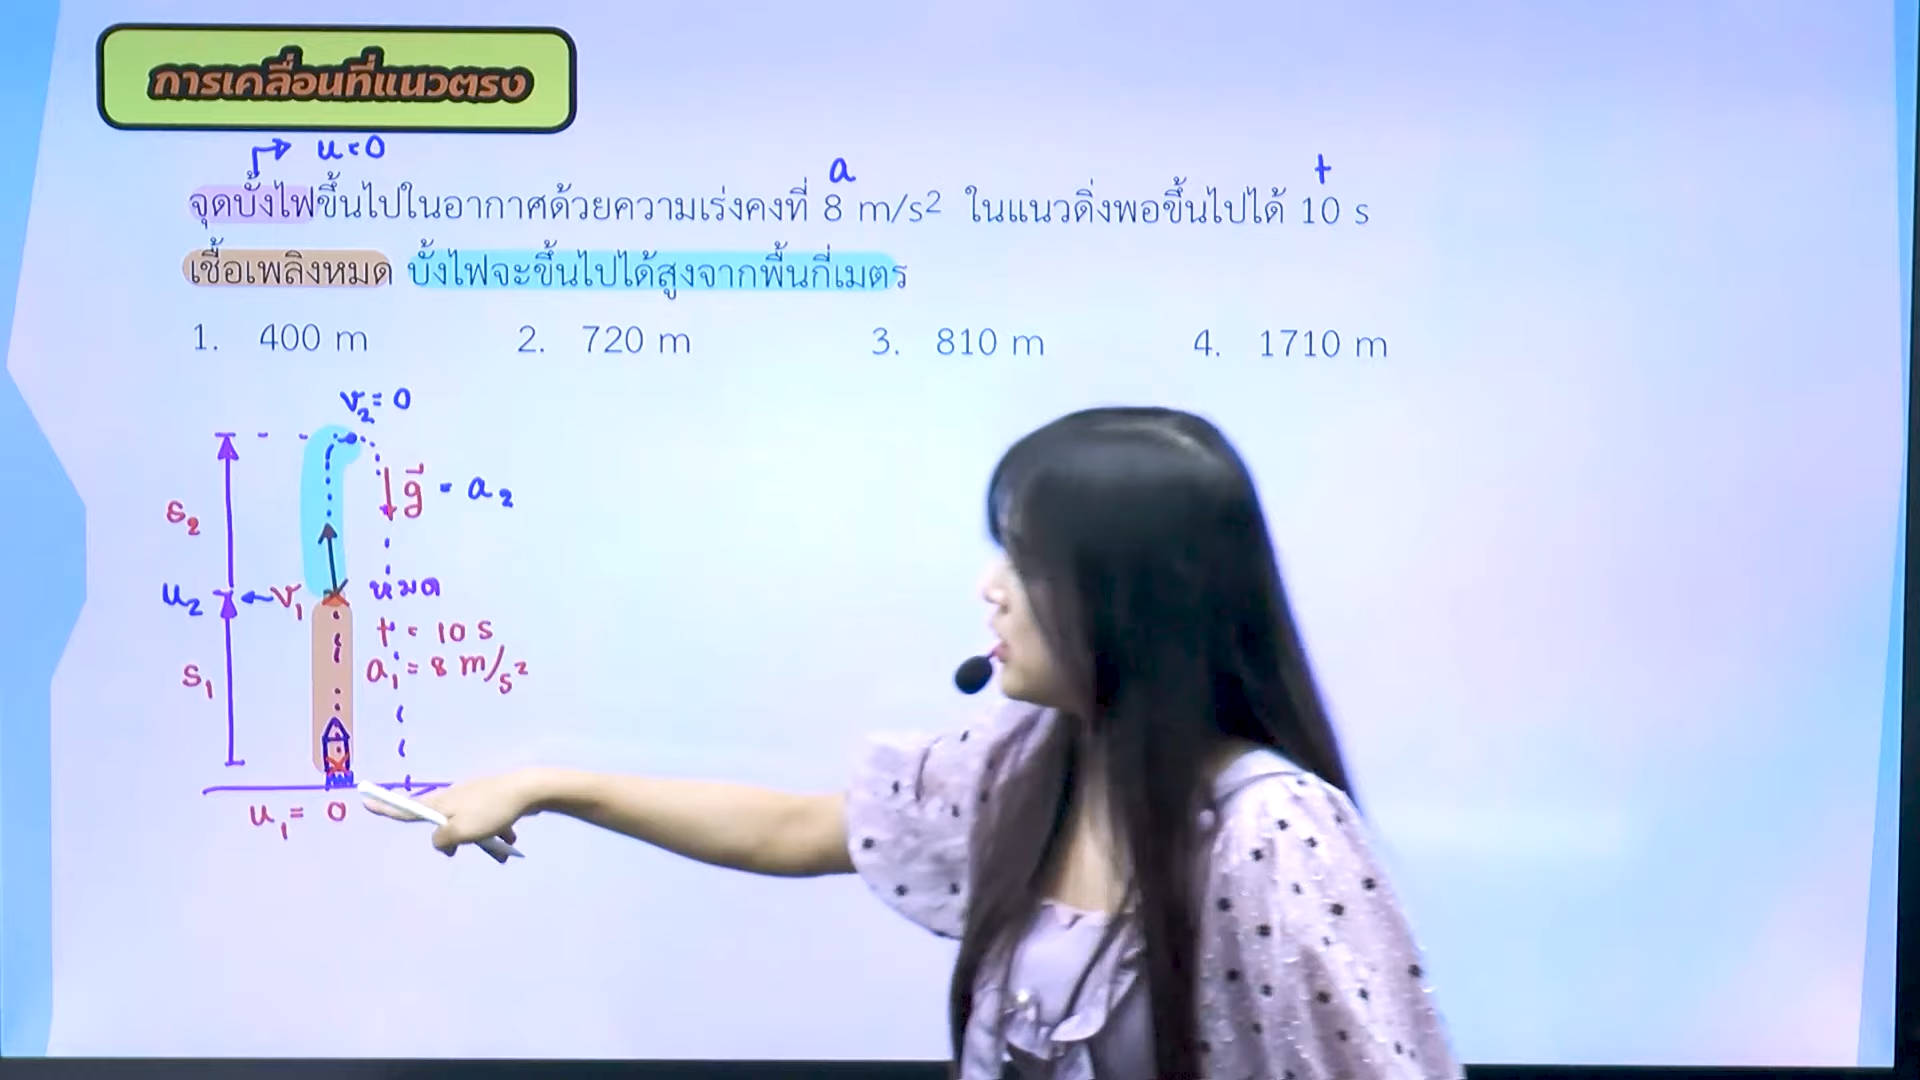 การเคลื่อนที่แนวตรง
u = 0
a
t
จุดบั้งไฟขึ้นไปในอากาศด้วยความเร่งคงที่ 8 m/s² ในแนวดิ่งพอขึ้นไปได้ 10 s
เชื้อเพลิงหมด บั้งไฟจะขึ้นไปได้สูงจากพื้นกี่เมตร
1. 400 m 2. 720 m 3. 810 m 4. 1710 m
v₂ = 0
g = a₂
s₂
u₂ ← v₁ หมด
t = 10 s
s₁ a₁ = 8 m/s²
u₁ = 0